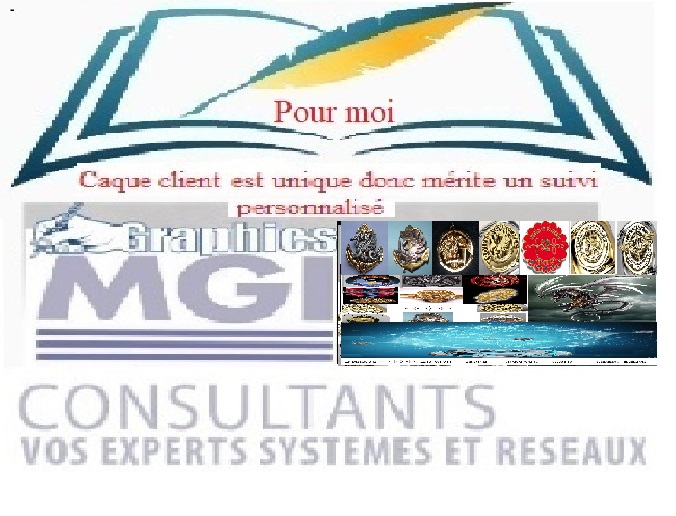 Pour moi
Caque client est unique donc mérite un suivi
personnalisé
Graphics
MGI
CONSULTANTS
VOS EXPERTS SYSTEMES ET RESEAUX